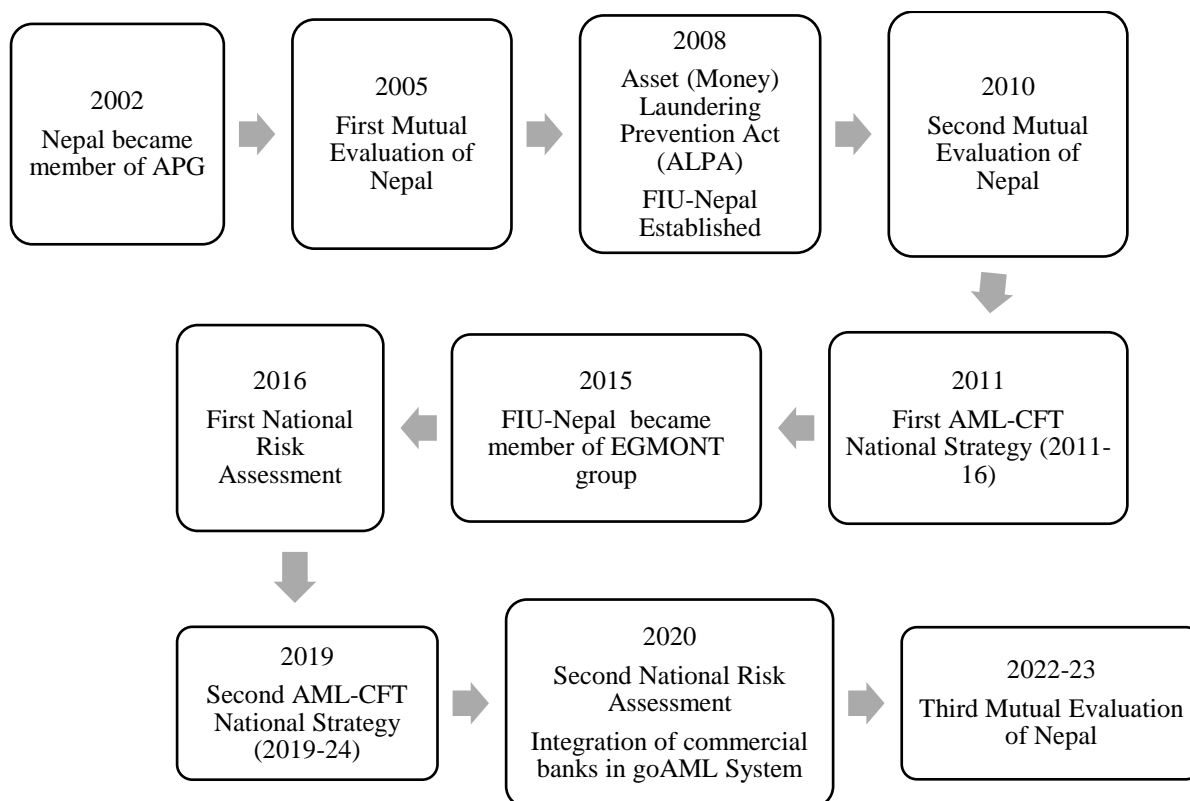 2002
Nepal became
member of APG
2005
First Mutual
Evaluation of
Nepal
2008
Asset (Money)
Laundering
Prevention Act
(ALPA)
FIU-Nepal
Established
2010
Second Mutual
Evaluation of
Nepal
2011
First AML-CFT
National Strategy (2011-
16)
2015
FIU-Nepal became
member of EGMONT
group
2016
First National
Risk
Assessment
2019
Second AML-CFT
National Strategy
(2019-24)
2020
Second National Risk
Assessment
Integration of commercial
banks in goAML System
2022-23
Third Mutual Evaluation
of Nepal